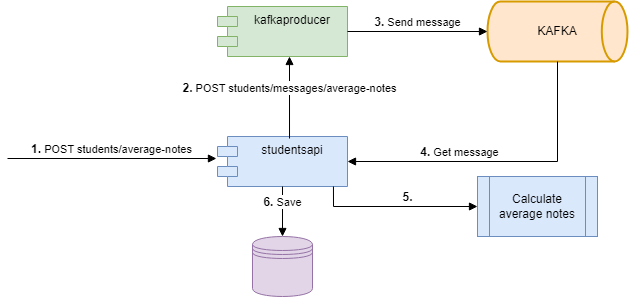 kafkaproducer
3. Send message
KAFKA
2. POST students/messages/average-notes
1. POST students/average-notes
studentsapi
4. Get message
6. Save
5.
Calculate
average notes